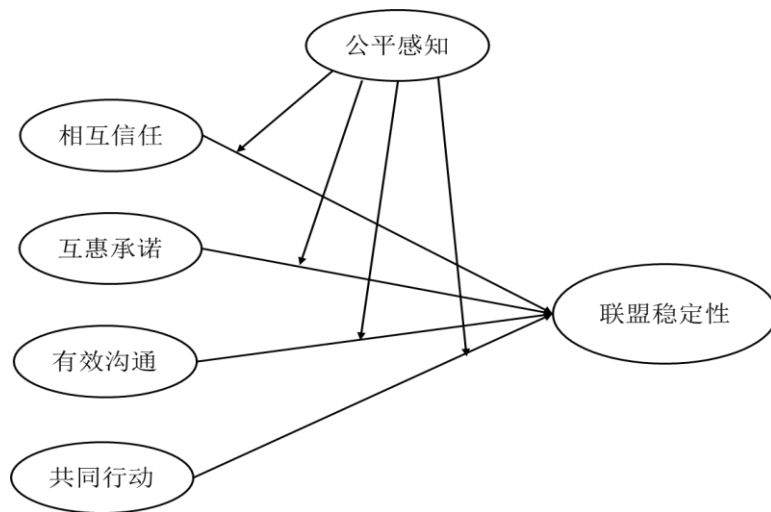 公平感知
相互信任
互惠承诺
联盟稳定性
有效沟通
共同行动